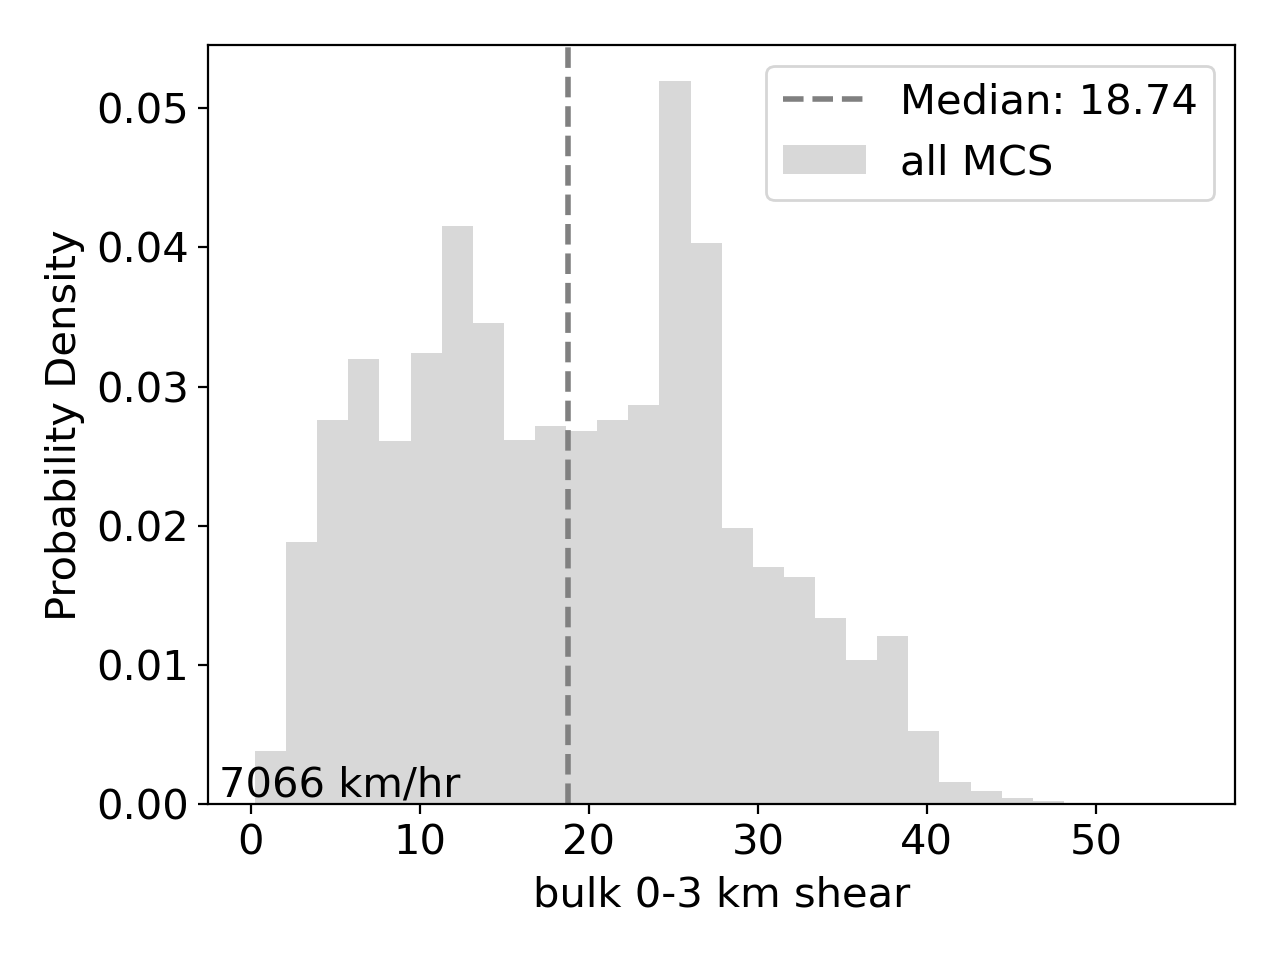 0.05
0.04
0.03
0.02
0.01
0.00
Probability Density
Median: 18.74
all MCS
7066 km/hr
0 10 20 30 40 50
bulk 0-3 km shear